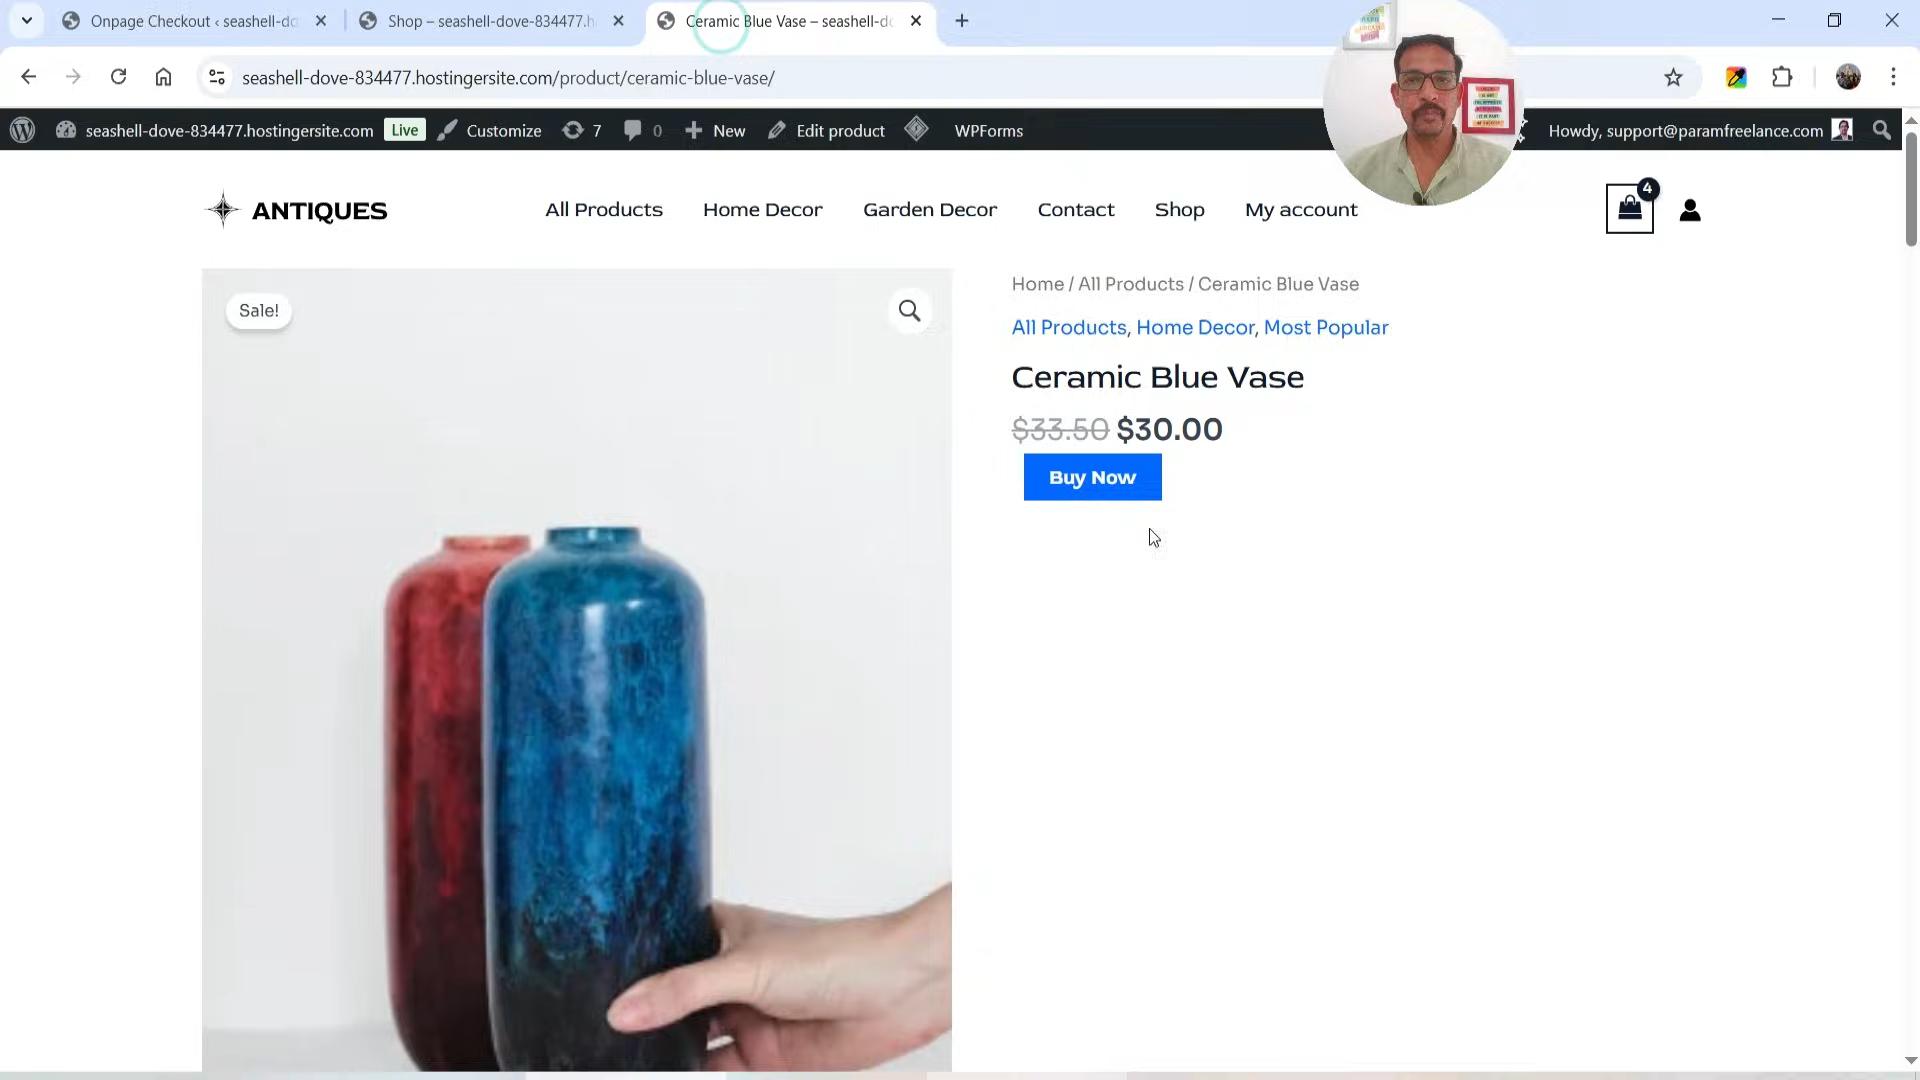 Onpage Checkout ‹ seashell-do
Shop – seashell-dove-834477.h
Ceramic Blue Vase – seashell-do
seashell-dove-834477.hostingersite.com/product/ceramic-blue-vase/
seashell-dove-834477.hostingersite.com Live Customize 7 0 New Edit product WPForms Howdy, support@paramfreelance.com
ANTIQUES
All Products Home Decor Garden Decor Contact Shop My account
4
Sale!
Home / All Products / Ceramic Blue Vase
All Products, Home Decor, Most Popular
Ceramic Blue Vase
$33.50 $30.00
Buy Now